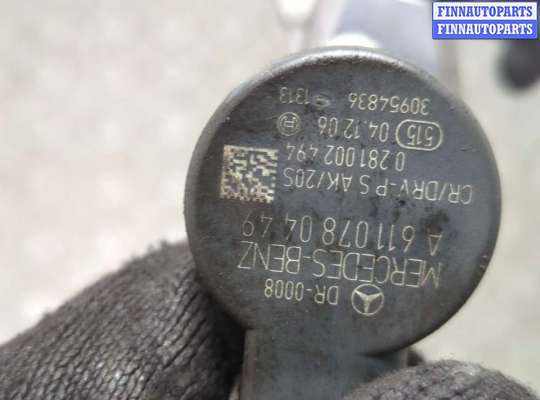 FINNAUTOPARTS
FINNAUTOPARTS
DR-0008
MERCEDES-BENZ
A 611 078 04 49
CR/DRV-P S AK/20S
0 281 002 494
515 04.12.06 H
30954836 1313